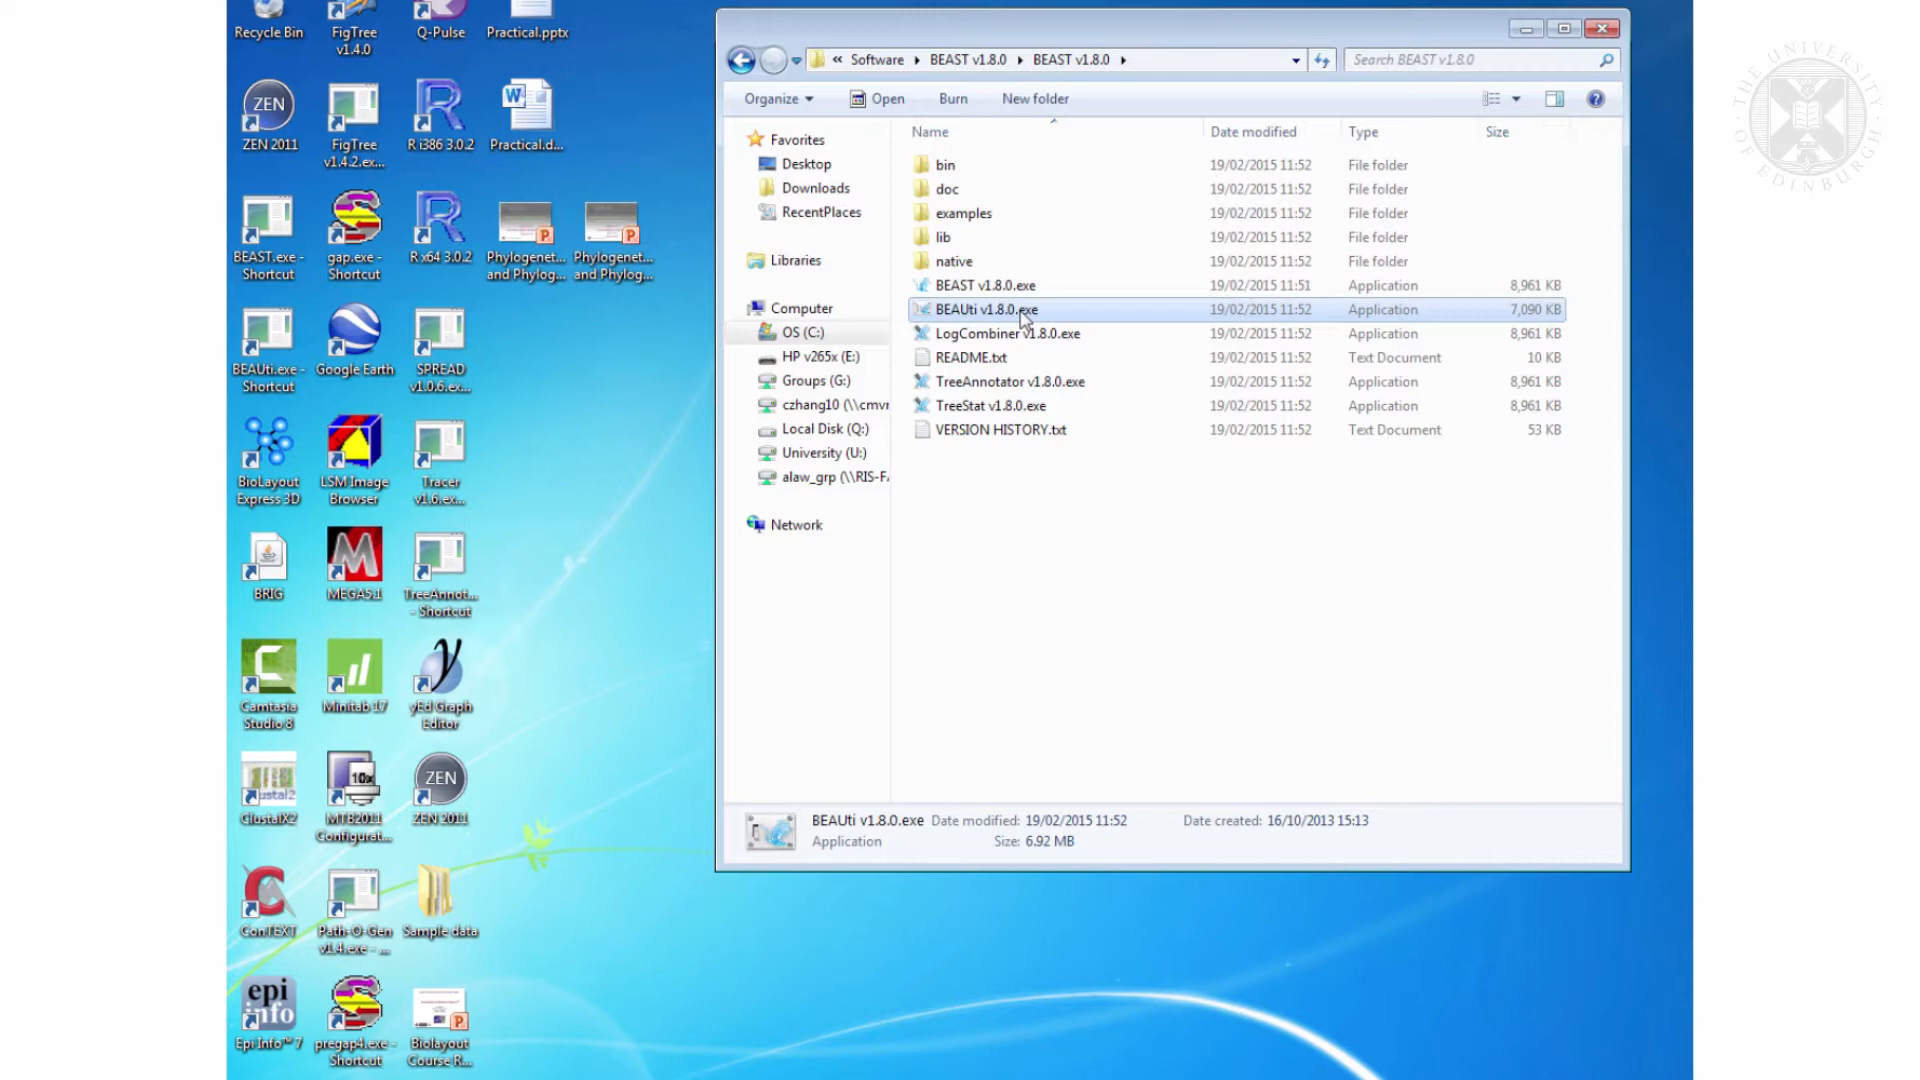 Recycle Bin
FigTree
v1.4.0
Q-Pulse
Practical.pptx
ZEN
ZEN 2011
FigTree
v1.4.2.ex...
R i386 3.0.2
Practical.d...
BEAST.exe -
Shortcut
gap.exe -
Shortcut
R x64 3.0.2
Phylogenet...
and Phylog...
Phylogenet...
and Phylog...
BEAUti.exe -
Shortcut
Google Earth
SPREAD
v1.0.6.ex...
BioLayout
Express 3D
LSM Image
Browser
Tracer
v1.6.ex...
BRIG
MEGA5.1
TreeAnnot...
- Shortcut
Camtasia
Studio 8
Minitab 17
yEd Graph
Editor
ClustalX2
10x
MTB2011
Configurat...
ZEN
ZEN 2011
ConTEXT
Path-O-Gen
v1.4.exe - ...
Sample data
epi
info
Epi Info™ 7
pregap4.exe -
Shortcut
Biolayout
Course R...
« Software BEAST v1.8.0 BEAST v1.8.0
Search BEAST v1.8.0
Organize Open Burn New folder
Favorites
Desktop
Downloads
RecentPlaces
Libraries
Computer
OS (C:)
HP v265x (E:)
Groups (G:)
czhang10 (\\cmvr
Local Disk (Q:)
University (U:)
alaw_grp (\\RIS-FA
Network
Name Date modified Type Size
bin 19/02/2015 11:52 File folder
doc 19/02/2015 11:52 File folder
examples 19/02/2015 11:52 File folder
lib 19/02/2015 11:52 File folder
native 19/02/2015 11:52 File folder
BEAST v1.8.0.exe 19/02/2015 11:51 Application 8,961 KB
BEAUti v1.8.0.exe 19/02/2015 11:52 Application 7,090 KB
LogCombiner v1.8.0.exe 19/02/2015 11:52 Application 8,961 KB
README.txt 19/02/2015 11:52 Text Document 10 KB
TreeAnnotator v1.8.0.exe 19/02/2015 11:52 Application 8,961 KB
TreeStat v1.8.0.exe 19/02/2015 11:52 Application 8,961 KB
VERSION HISTORY.txt 19/02/2015 11:52 Text Document 53 KB
BEAUti v1.8.0.exe Date modified: 19/02/2015 11:52 Date created: 16/10/2013 15:13
Application Size: 6.92 MB
THE UNIVERSITY OF EDINBURGH